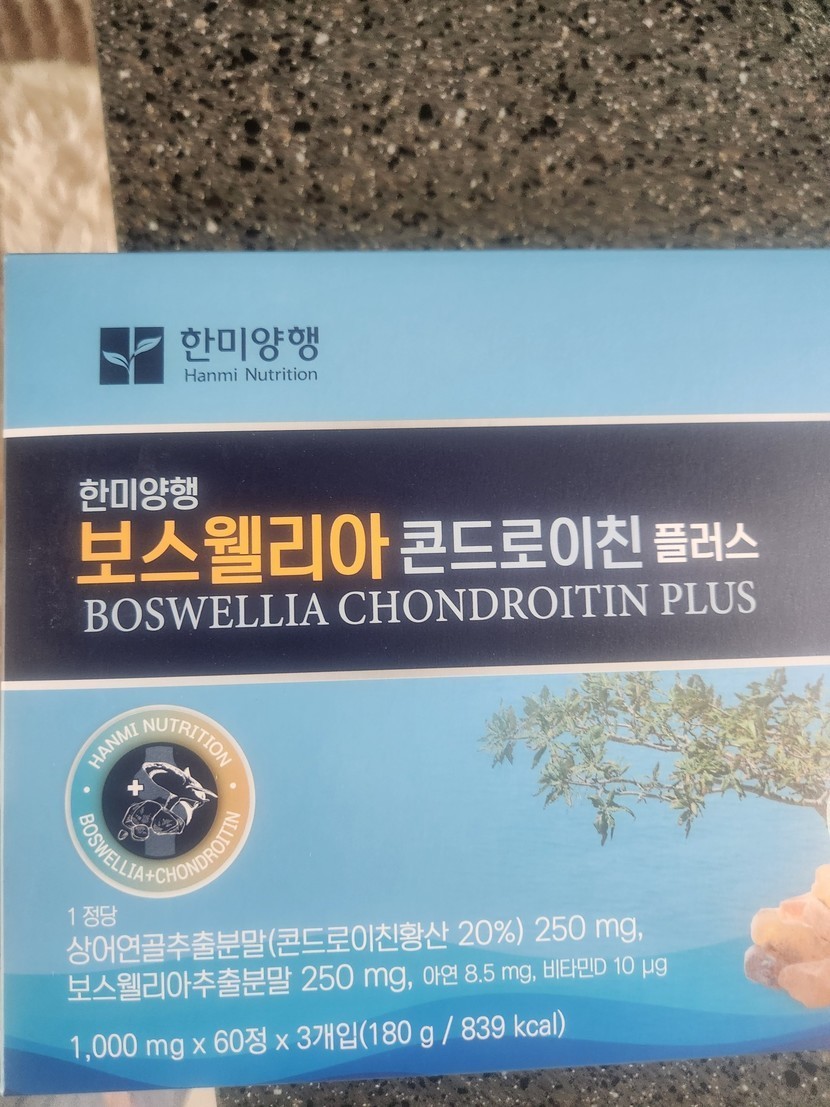 한미양행
Hanmi Nutrition
한미양행
보스웰리아 콘드로이친 플러스
BOSWELLIA CHONDROITIN PLUS
HANMI NUTRITION
BOSWELLIA+CHONDROITIN
1 정당
상어연골추출분말(콘드로이친황산 20%) 250 mg,
보스웰리아추출분말 250 mg, 아연 8.5 mg, 비타민D 10 µg
1,000 mg x 60정 x 3개입(180 g / 839 kcal)